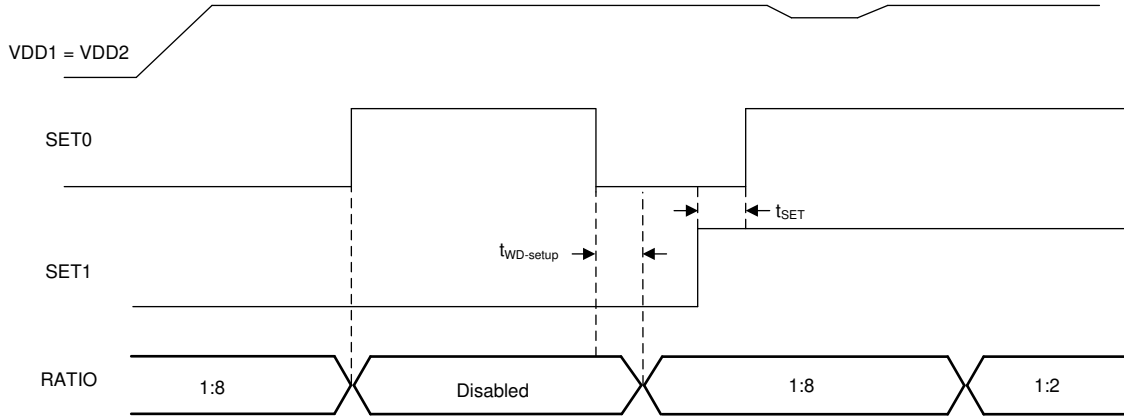 VDD1 = VDD2
SET0
tSET
tWD-setup
SET1
RATIO
1:8
Disabled
1:8
1:2